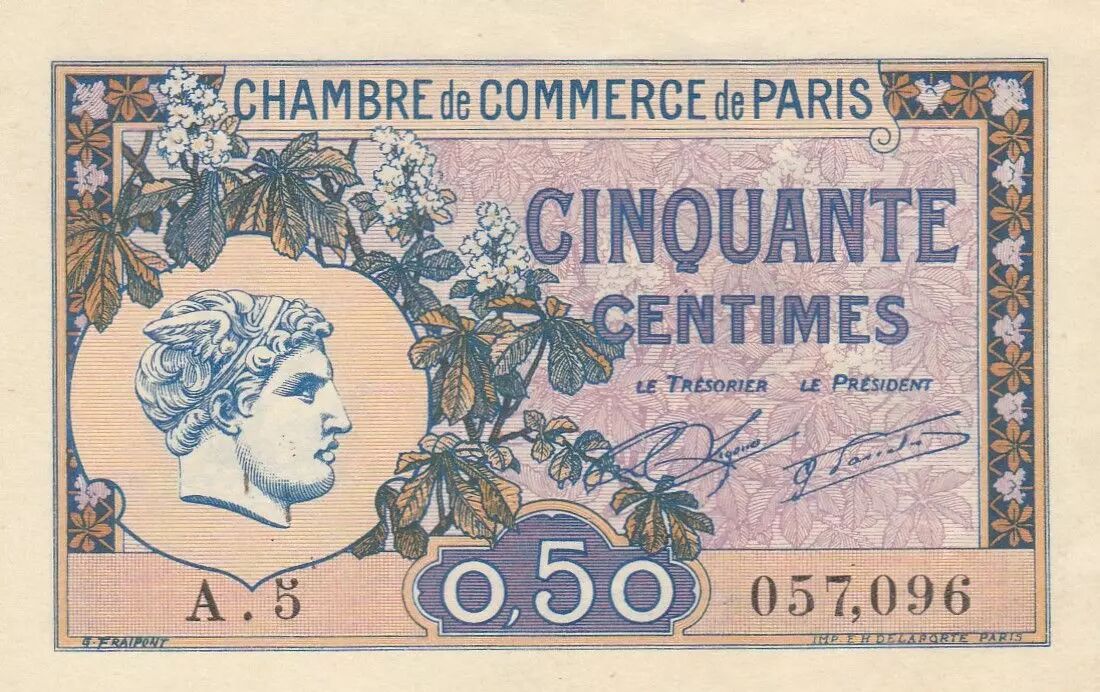 CHAMBRE de COMMERCE de PARIS
CINQUANTE
CENTIMES
LE TRÉSORIER LE PRÉSIDENT
A.5 0,50 057,096
G. FRAIPONT IMP. E H DELAPORTE PARIS